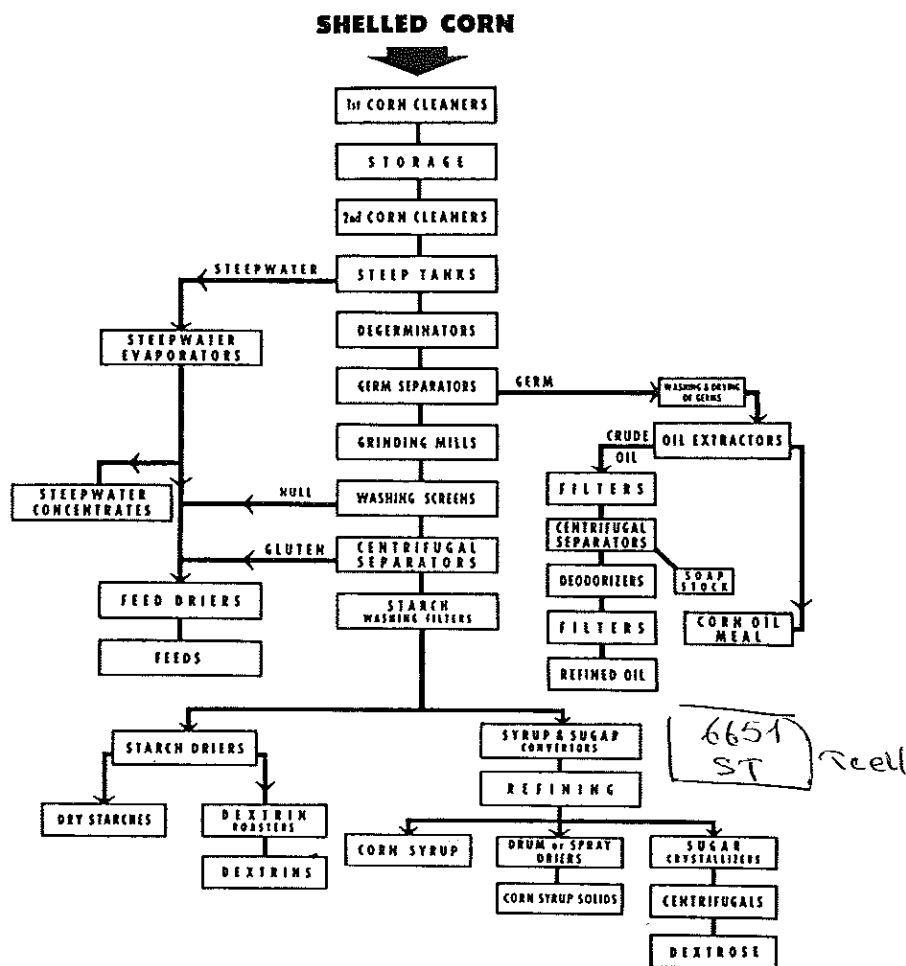 SHELLED CORN
1st CORN CLEANERS
STORAGE
2nd CORN CLEANERS
STEEPWATER
STEEP TANKS
STEEPWATER
EVAPORATORS
DEGERMINATORS
GERM SEPARATORS
GERM
WASHING & DRYING
OF GERMS
GRINDING MILLS
CRUDE
OIL
OIL EXTRACTORS
STEEPWATER
CONCENTRATES
HULL
WASHING SCREENS
FILTERS
GLUTEN
CENTRIFUGAL
SEPARATORS
CENTRIFUGAL
SEPARATORS
FEED DRIERS
STARCH
WASHING FILTERS
DEODORIZERS
SOAP
STOCK
FEEDS
FILTERS
CORN OIL
MEAL
REFINED OIL
STARCH DRIERS
SYRUP & SUGAR
CONVERTORS
6651
ST
REFINING
DRY STARCHES
DEXTRIN
ROASTERS
CORN SYRUP
DRUM or SPRAY
DRIERS
SUGAR
CRYSTALLIZERS
DEXTRINS
CORN SYRUP SOLIDS
CENTRIFUGALS
DEXTROSE